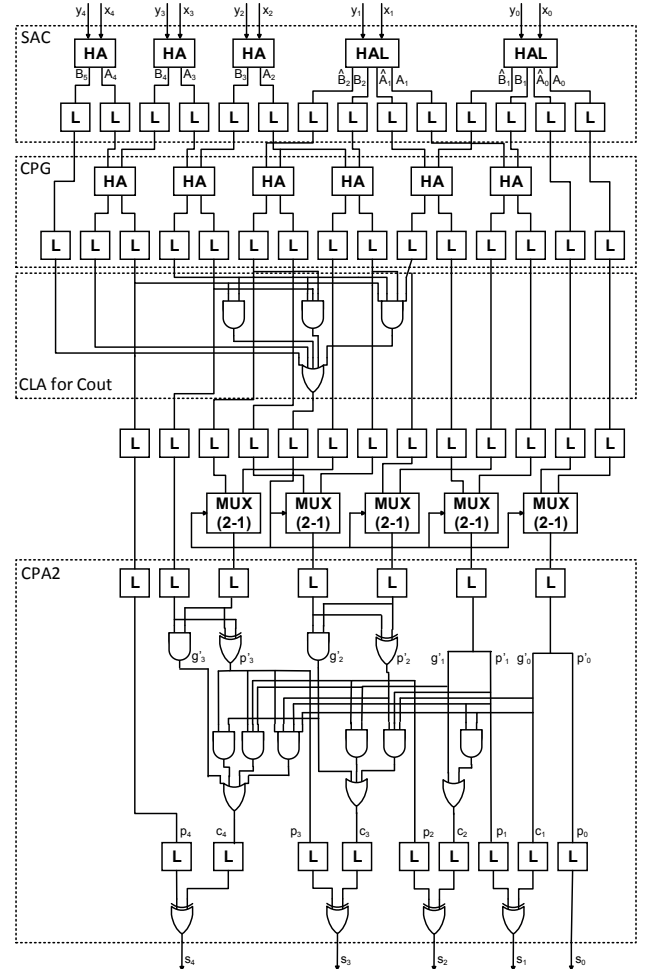 y4 x4 y3 x3 y2 x2 y1 x1 y0 x0
SAC
HA HA HA HAL HAL
B5 A4 B4 A3 B3 A2 B̂2 B2 Â1 A1 B̂1 B1 Â0 A0
L L L L L L L L L L L L L L
CPG
HA HA HA HA HA HA
L L L L L L L L L L L L L L L
CLA for Cout
L L L L L L L L L L L L L
MUX MUX MUX MUX MUX
(2-1) (2-1) (2-1) (2-1) (2-1)
CPA2
L L L L L L L
g'3 p'3 g'2 p'2 g'1 p'1 g'0 p'0
p4 c4 p3 c3 p2 c2 p1 c1 p0
L L L L L L L L L
s4 s3 s2 s1 s0